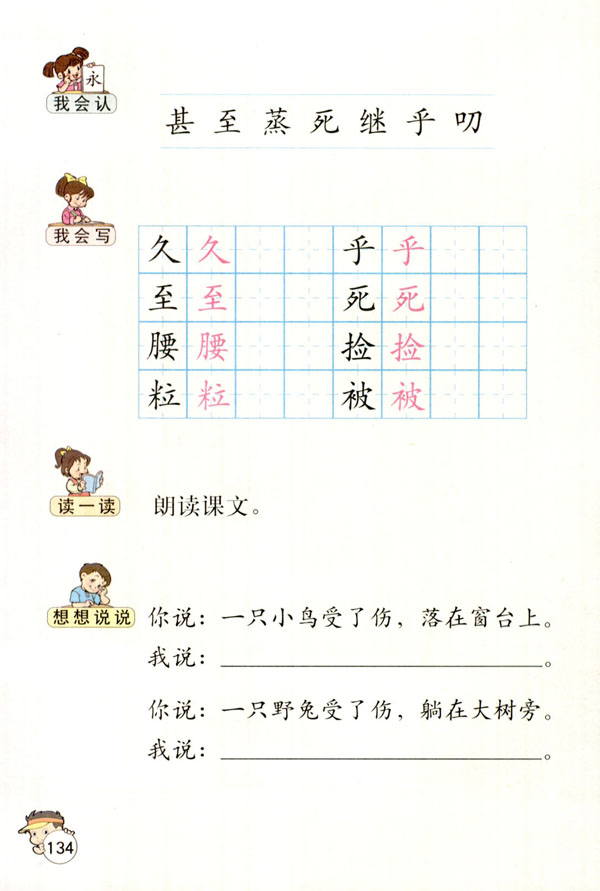 永
我会认
甚 至 蒸 死 继 乎 叨
我会写
久 久 乎 乎
至 至 死 死
腰 腰 捡 捡
粒 粒 被 被
读一读
朗读课文。
想想说说
你说：一只小鸟受了伤，落在窗台上。
我说：＿＿＿＿＿＿＿＿＿＿＿＿＿。
你说：一只野兔受了伤，躺在大树旁。
我说：＿＿＿＿＿＿＿＿＿＿＿＿＿。
134